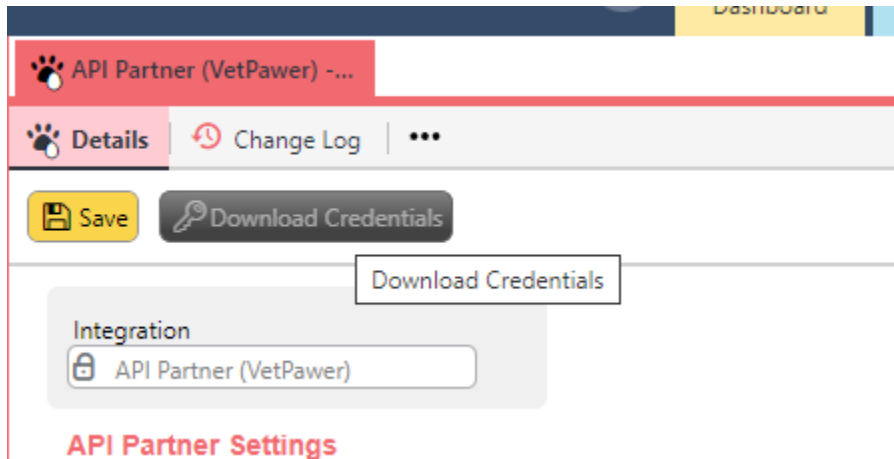 Dashboard
API Partner (VetPawer) -...
Details
Change Log
•••
Save
Download Credentials
Download Credentials
Integration
API Partner (VetPawer)
API Partner Settings